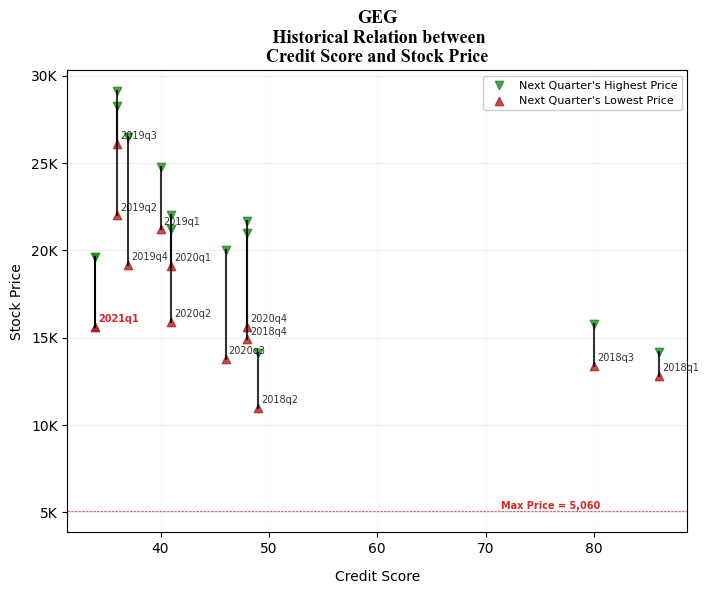 GEG
Historical Relation between
Credit Score and Stock Price
Next Quarter's Highest Price
Next Quarter's Lowest Price
30K
25K
20K
15K
10K
5K
Stock Price
2019q3
2019q2
2019q1
2019q4
2020q1
2021q1
2020q2
2020q4
2018q4
2020q3
2018q3
2018q1
2018q2
Max Price = 5,060
40
50
60
70
80
Credit Score